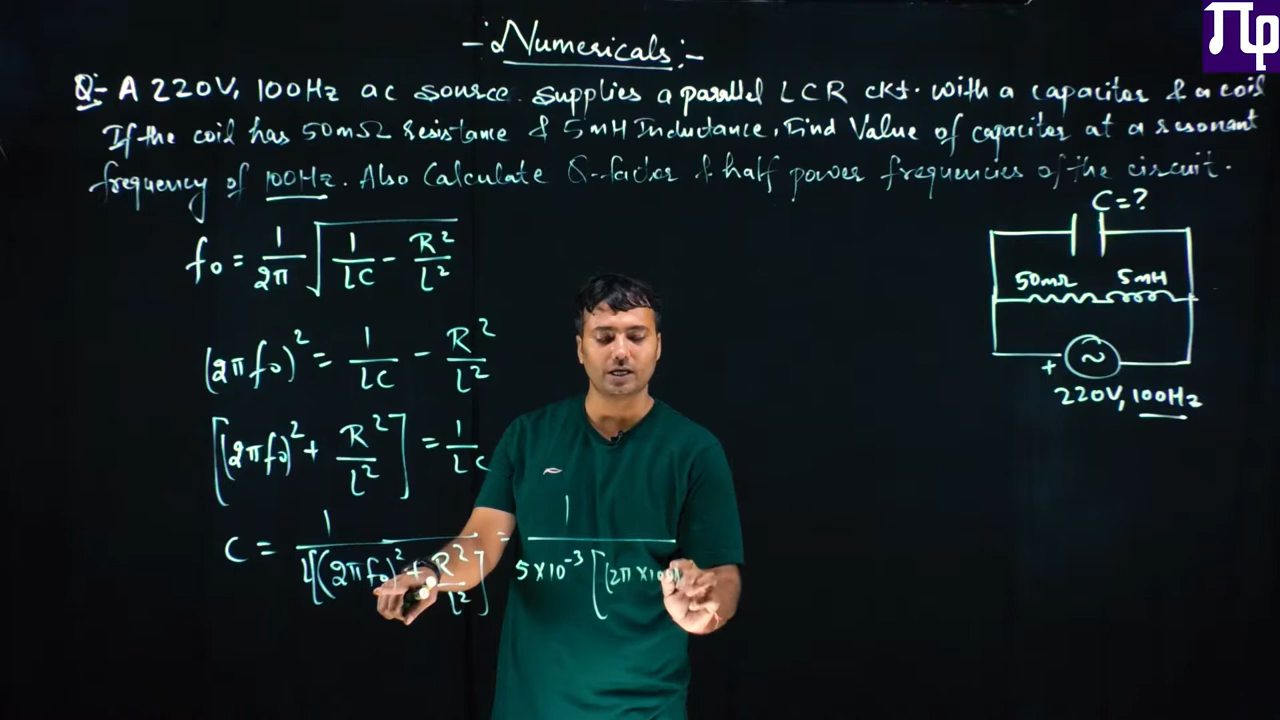 Πφ
-: Numericals :-
Q:- A 220V, 100Hz ac source supplies a parallel LCR ckt. with a capacitor & a coil
If the coil has 50mΩ resistance & 5mH Inductance, Find Value of capacitor at a resonant
frequency of 100Hz. Also Calculate Q-factor & half power frequencies of the circuit.
C=?
50mΩ 5mH
+ ~
220V, 100Hz
f₀ = 1/2π √(1/LC - R²/L²)
(2πf₀)² = 1/LC - R²/L²
[(2πf₀)² + R²/L²] = 1/LC
C = 1/L[(2πf₀)² + R²/L²] = 1/5×10⁻³[(2π×100)